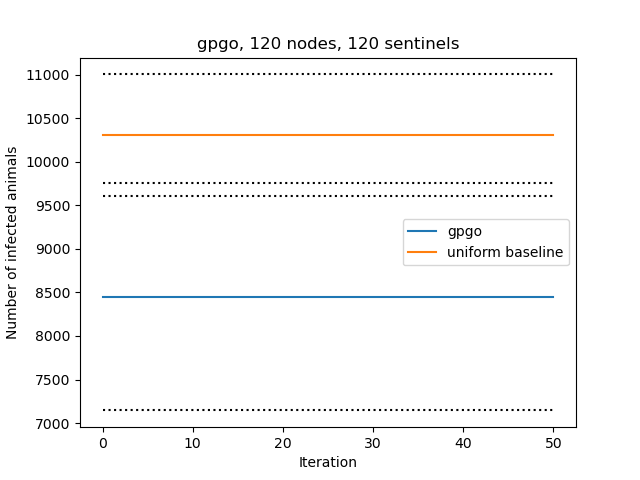 gpgo, 120 nodes, 120 sentinels
Number of infected animals
11000
10500
10000
9500
9000
8500
8000
7500
7000
gpgo
uniform baseline
0 10 20 30 40 50
Iteration